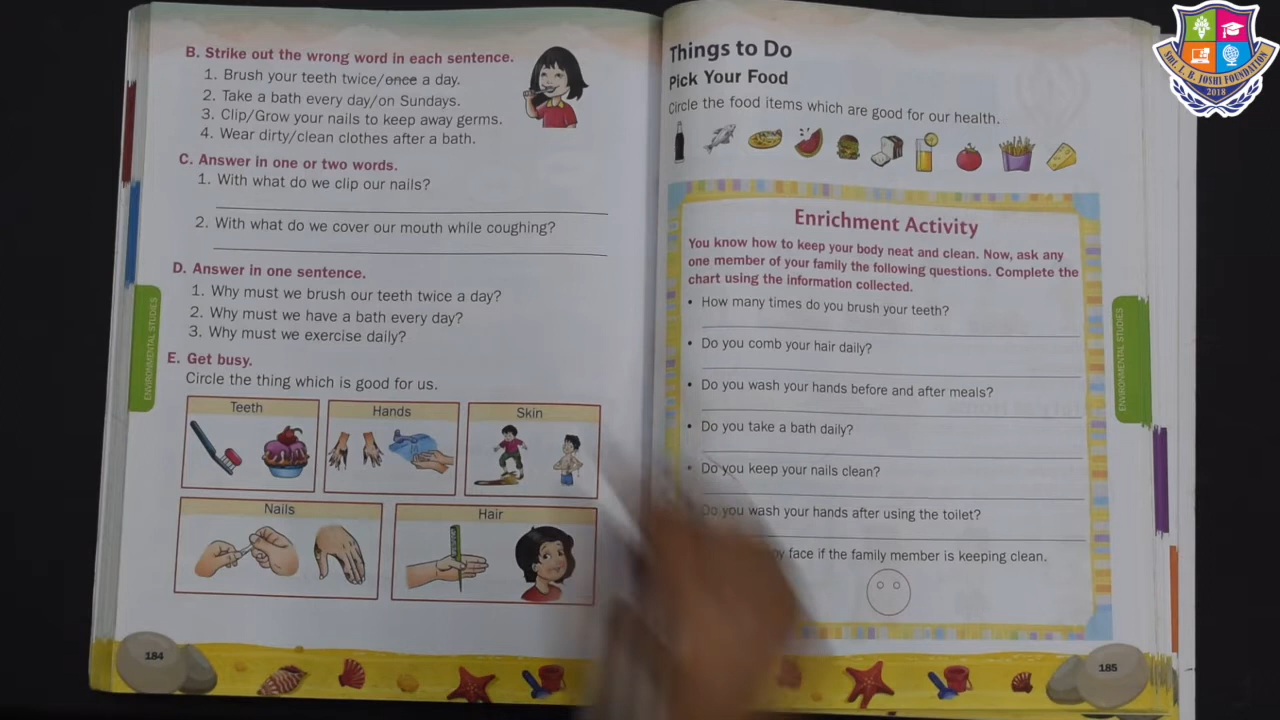 B. Strike out the wrong word in each sentence.
1. Brush your teeth twice/once a day.
2. Take a bath every day/on Sundays.
3. Clip/Grow your nails to keep away germs.
4. Wear dirty/clean clothes after a bath.
C. Answer in one or two words.
1. With what do we clip our nails?
2. With what do we cover our mouth while coughing?
D. Answer in one sentence.
1. Why must we brush our teeth twice a day?
2. Why must we have a bath every day?
3. Why must we exercise daily?
E. Get busy.
Circle the thing which is good for us.
Teeth
Hands
Skin
Nails
Hair
ENVIRONMENTAL STUDIES
184
Things to Do
Pick Your Food
Circle the food items which are good for our health.
Enrichment Activity
You know how to keep your body neat and clean. Now, ask any
one member of your family the following questions. Complete the
chart using the information collected.
• How many times do you brush your teeth?
• Do you comb your hair daily?
• Do you wash your hands before and after meals?
• Do you take a bath daily?
• Do you keep your nails clean?
Do you wash your hands after using the toilet?
face if the family member is keeping clean.
ENVIRONMENTAL STUDIES
185
SMT. L. B. JOSHI FOUNDATION
2018